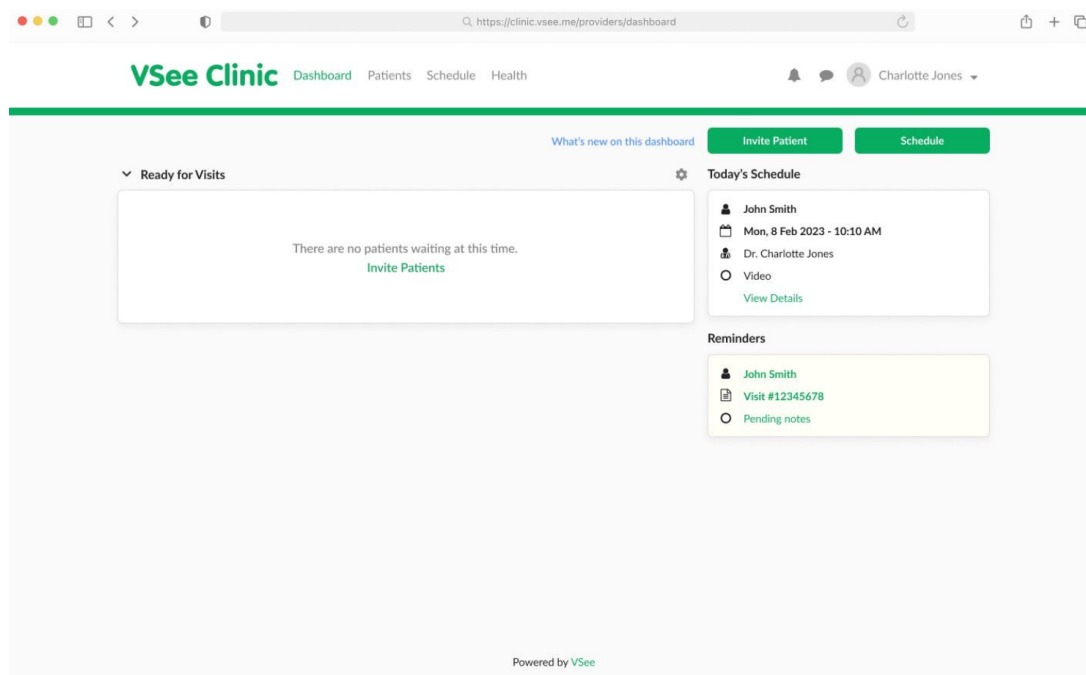 https://clinic.vsee.me/providers/dashboard
VSee Clinic Dashboard Patients Schedule Health Charlotte Jones
What's new on this dashboard Invite Patient Schedule
Ready for Visits
There are no patients waiting at this time.
Invite Patients
Today's Schedule
John Smith
Mon, 8 Feb 2023 - 10:10 AM
Dr. Charlotte Jones
Video
View Details
Reminders
John Smith
Visit #12345678
Pending notes
Powered by VSee